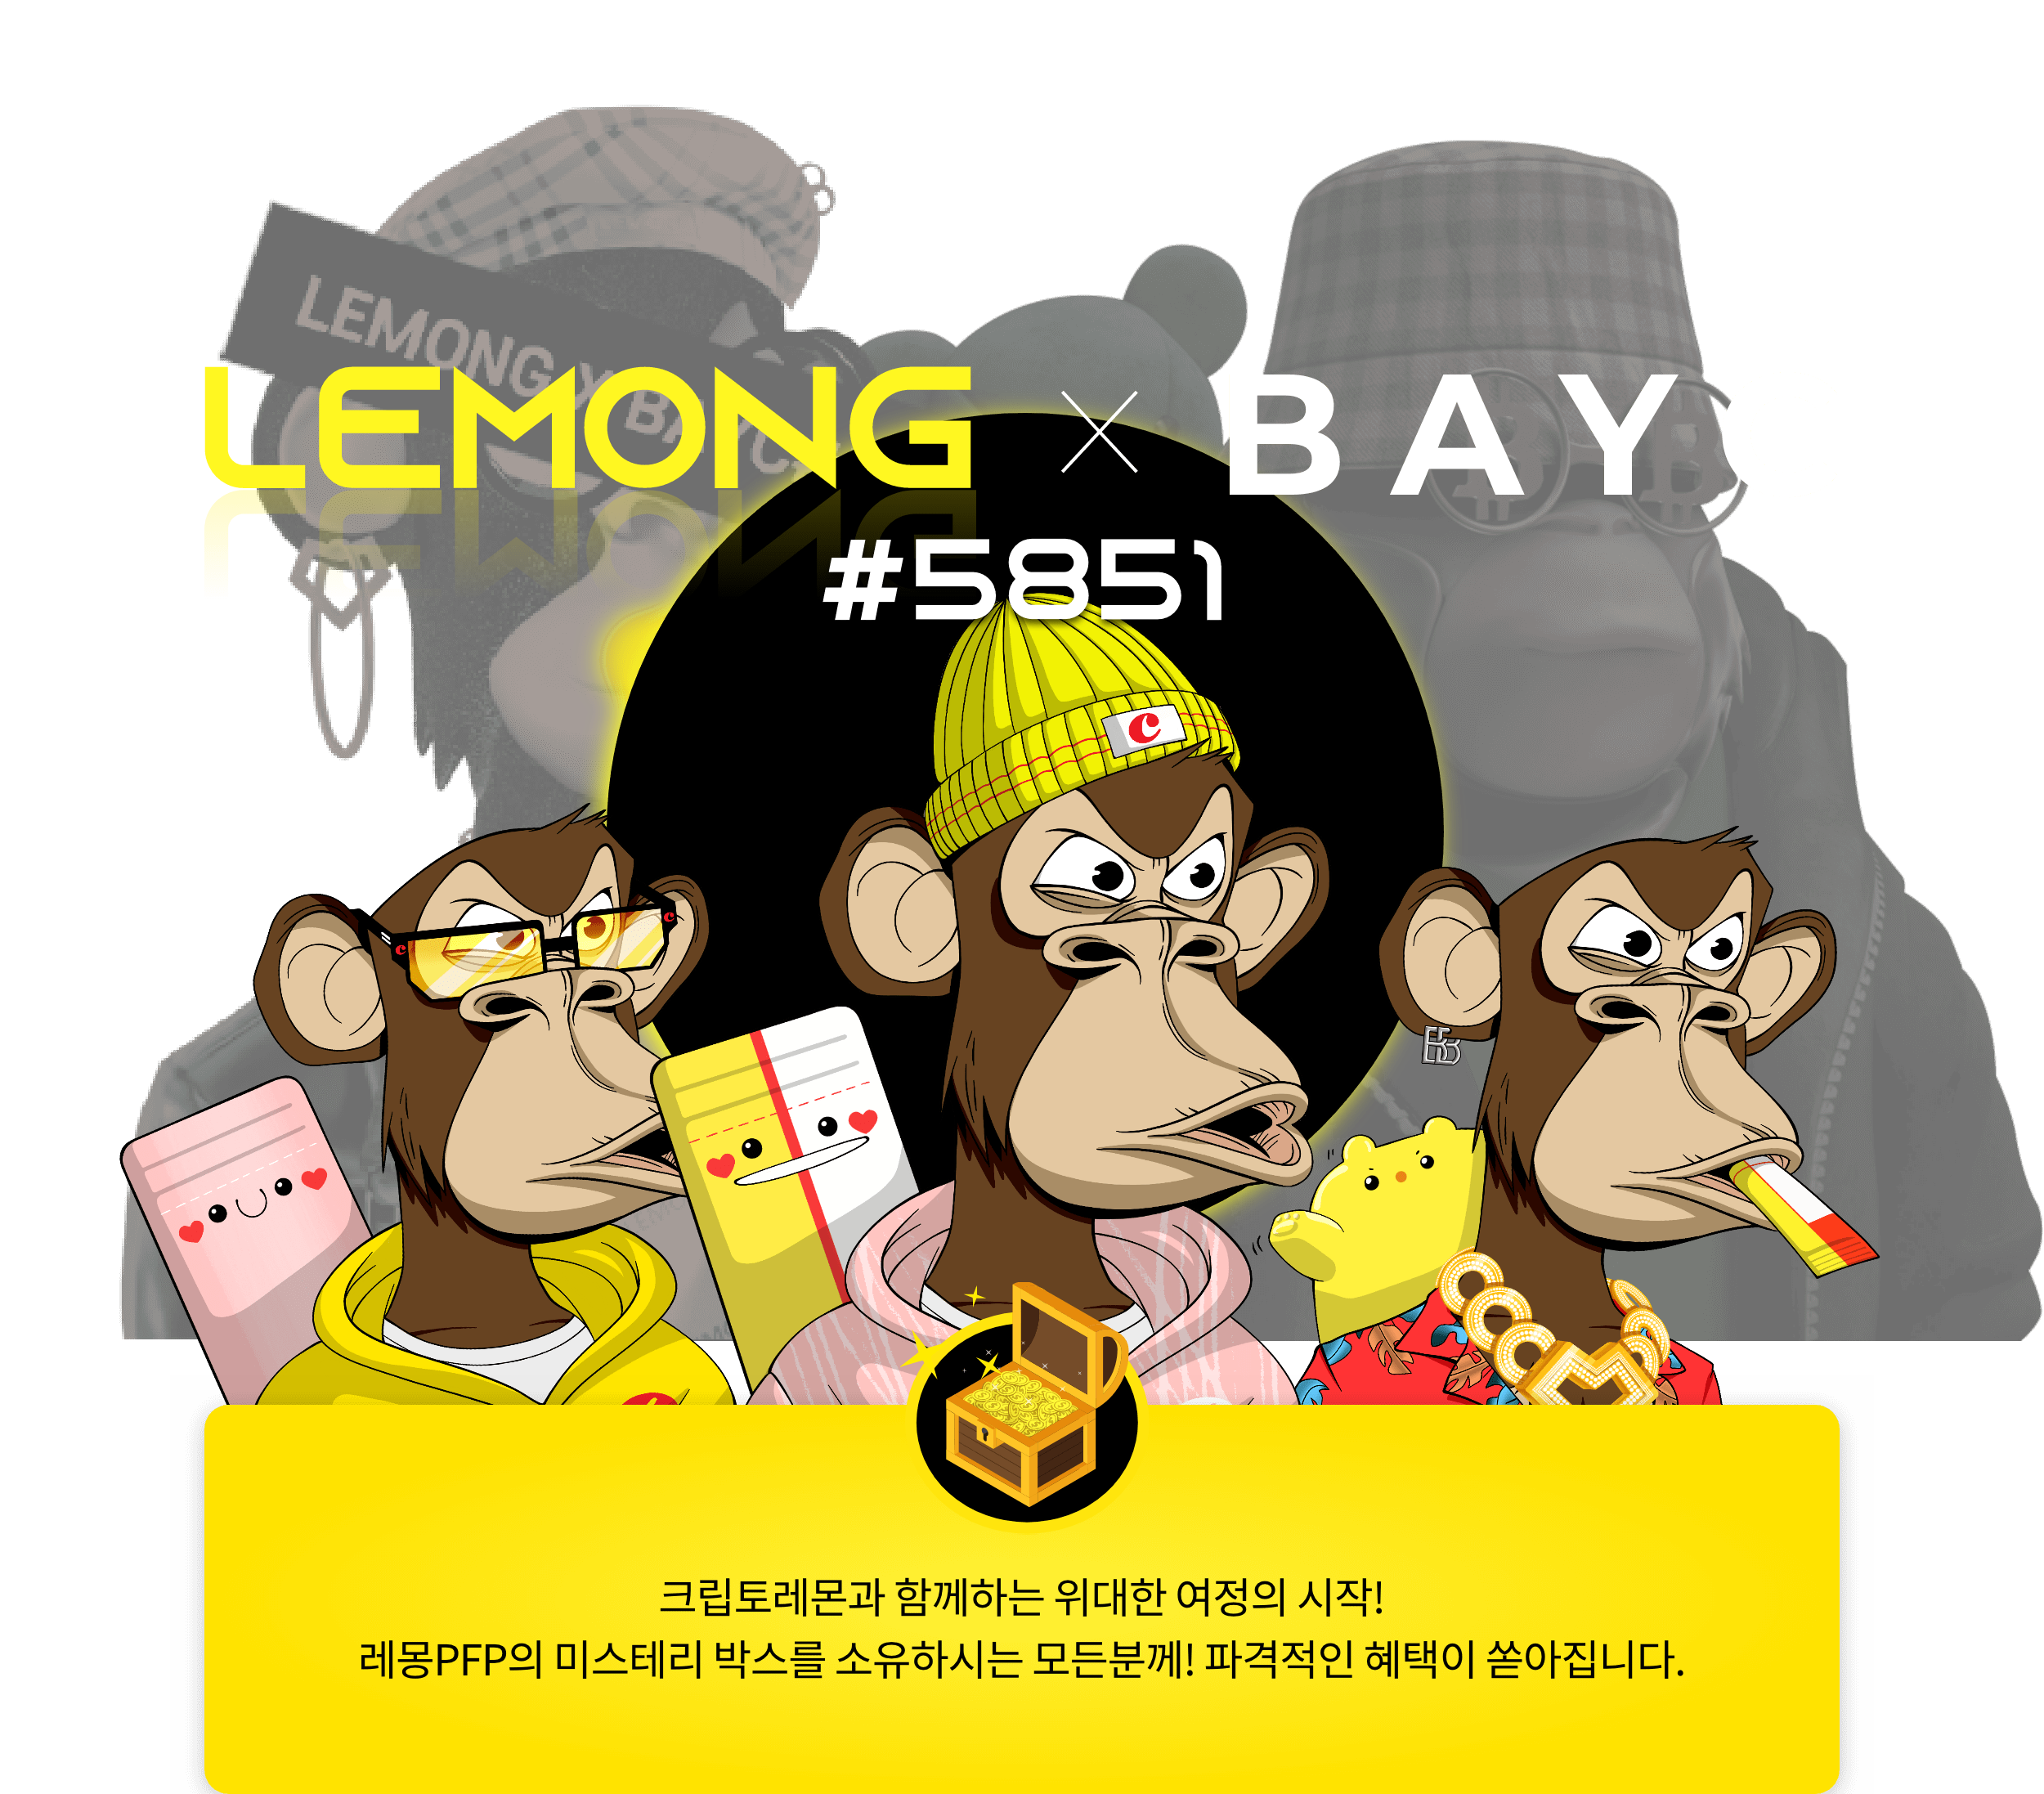 LEMONG X BAYC
LEMONG × BAYC
#5851
크립토레몬과 함께하는 위대한 여정의 시작!
레몽PFP의 미스테리 박스를 소유하시는 모든분께! 파격적인 혜택이 쏟아집니다.